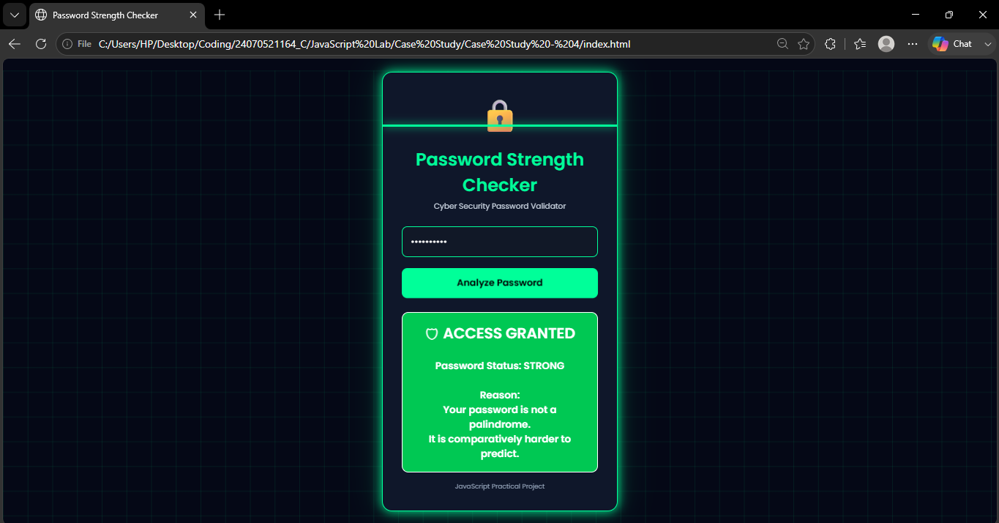 Password Strength Checker
File C:/Users/HP/Desktop/Coding/24070521164_C/JavaScript%20Lab/Case%20Study/Case%20Study%20-%204/index.html
Chat
Password Strength
Checker
Cyber Security Password Validator
••••••••••
Analyze Password
ACCESS GRANTED
Password Status: STRONG
Reason:
Your password is not a
palindrome.
It is comparatively harder to
predict.
JavaScript Practical Project